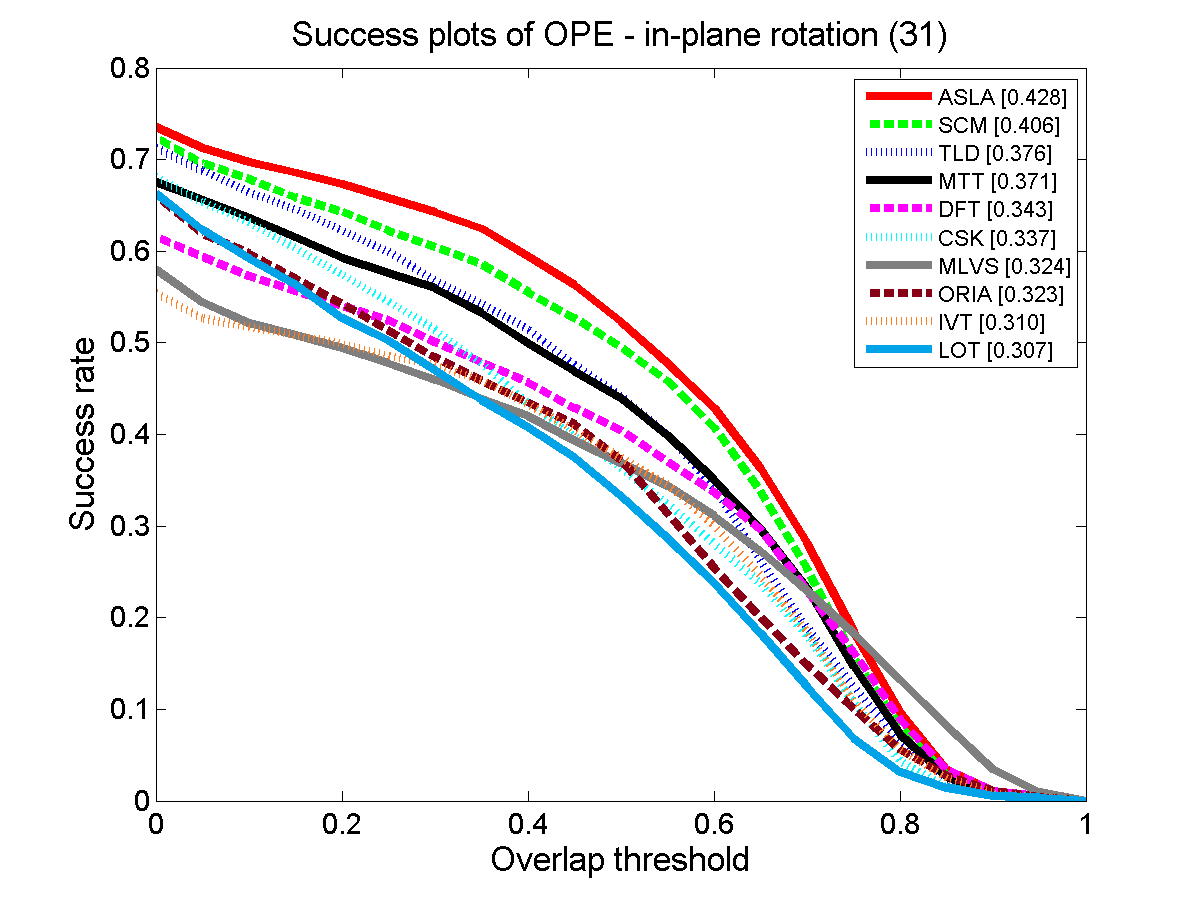 Success plots of OPE - in-plane rotation (31)
0.8
0.7
0.6
0.5
0.4
0.3
0.2
0.1
0
Success rate
ASLA [0.428]
SCM [0.406]
TLD [0.376]
MTT [0.371]
DFT [0.343]
CSK [0.337]
MLVS [0.324]
ORIA [0.323]
IVT [0.310]
LOT [0.307]
0 0.2 0.4 0.6 0.8 1
Overlap threshold